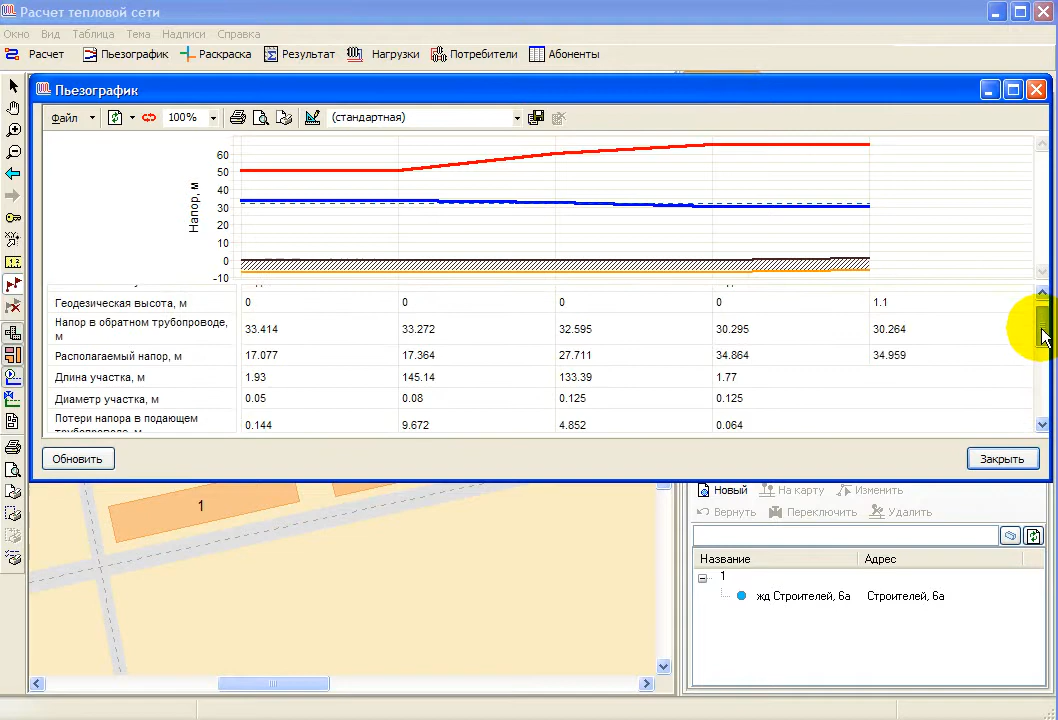 Расчет тепловой сети
Окно Вид Таблица Тема Надписи Справка
Расчет Пьезографик Раскраска Результат Нагрузки Потребители Абоненты
Пьезографик
Файл 100% (стандартная)
60
50
40
30
20
10
0
-10
Напор, м
Геодезическая высота, м 0 0 0 0 1.1
Напор в обратном трубопроводе,
м
33.414 33.272 32.595 30.295 30.264
Располагаемый напор, м 17.077 17.364 27.711 34.864 34.959
Длина участка, м 1.93 145.14 133.39 1.77
Диаметр участка, м 0.05 0.08 0.125 0.125
Потери напора в подающем
трубопроводе, м
0.144 9.672 4.852 0.064
Обновить Закрыть
1
Новый На карту Изменить
Вернуть Переключить Удалить
Название Адрес
1
жд Строителей, 6а Строителей, 6а